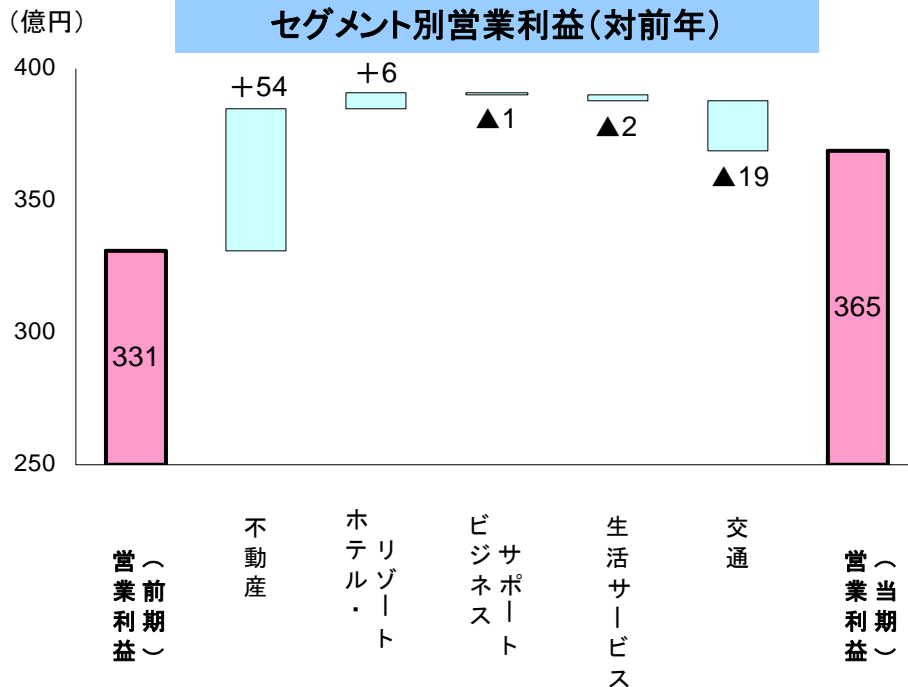 （億円）
セグメント別営業利益（対前年）
400
350
300
250
331
＋54
＋6
▲1
▲2
▲19
365
（前期）
営業利益
不動産
ホテル・
リゾート
ビジネス
サポート
生活サービス
交通
（当期）
営業利益